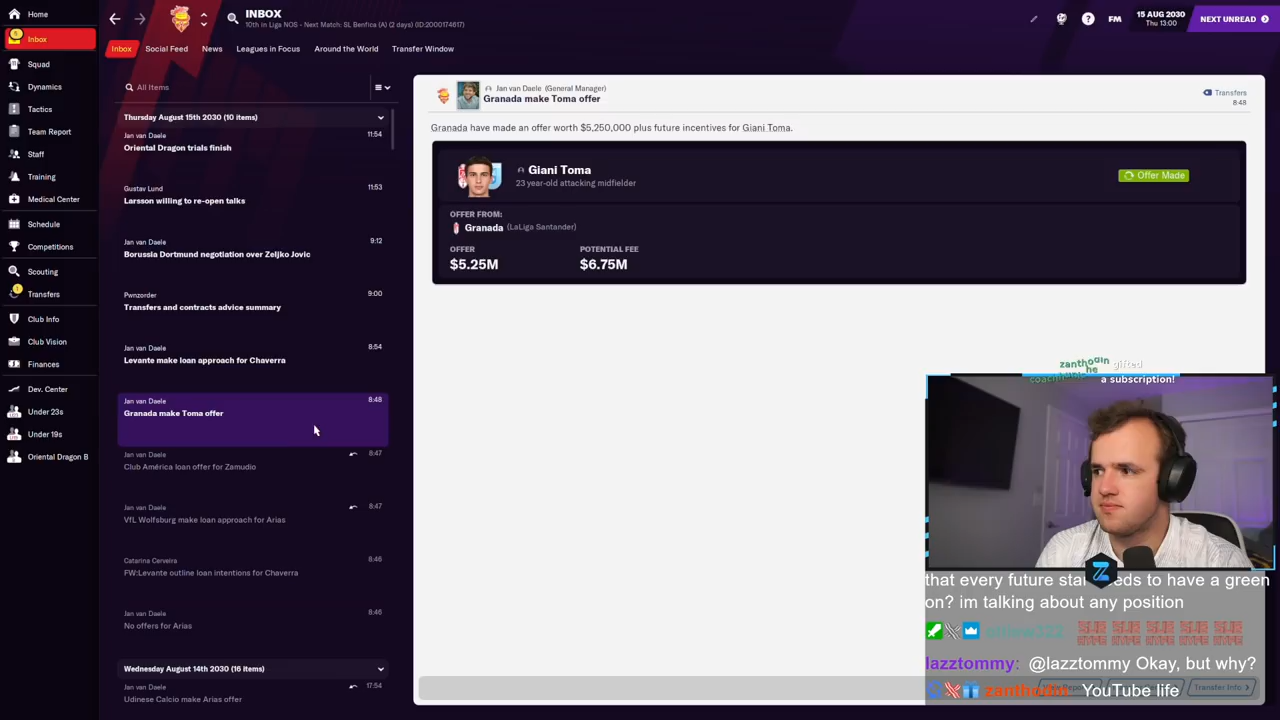 Home
Inbox
Squad
Dynamics
Tactics
Team Report
Staff
Training
Medical Center
Schedule
Competitions
Scouting
Transfers
Club Info
Club Vision
Finances
Dev. Center
Under 23s
Under 19s
Oriental Dragon B
INBOX
10th in Liga NOS - Next Match: SL Benfica (A) (2 days) (ID:2000174617)
FM
15 AUG 2030
Thu 13:00
NEXT UNREAD
Inbox
Social Feed
News
Leagues in Focus
Around the World
Transfer Window
All Items
Thursday August 15th 2030 (10 items)
Jan van Daele 11:54
Oriental Dragon trials finish
Gustav Lund 11:53
Larsson willing to re-open talks
Jan van Daele 9:12
Borussia Dortmund negotiation over Zeljko Jovic
Pwnzorder 9:00
Transfers and contracts advice summary
Jan van Daele 8:54
Levante make loan approach for Chaverra
Jan van Daele 8:48
Granada make Toma offer
Jan van Daele 8:47
Club América loan offer for Zamudio
Jan van Daele 8:47
VfL Wolfsburg make loan approach for Arias
Catarina Cerveira 8:46
FW:Levante outline loan intentions for Chaverra
Jan van Daele 8:46
No offers for Arias
Wednesday August 14th 2030 (16 items)
Jan van Daele 17:54
Udinese Calcio make Arias offer
Jan van Daele (General Manager)
Granada make Toma offer
Transfers
8:48
Granada have made an offer worth $5,250,000 plus future incentives for Giani Toma.
Giani Toma
23 year-old attacking midfielder
Offer Made
OFFER FROM:
Granada (LaLiga Santander)
OFFER
POTENTIAL FEE
$5.25M
$6.75M
zanthodin gifted
a subscription!
that every future star needs to have a green
on? im talking about any position
lazztommy: @lazztommy Okay, but why?
zanthodin YouTube life
Transfer Info